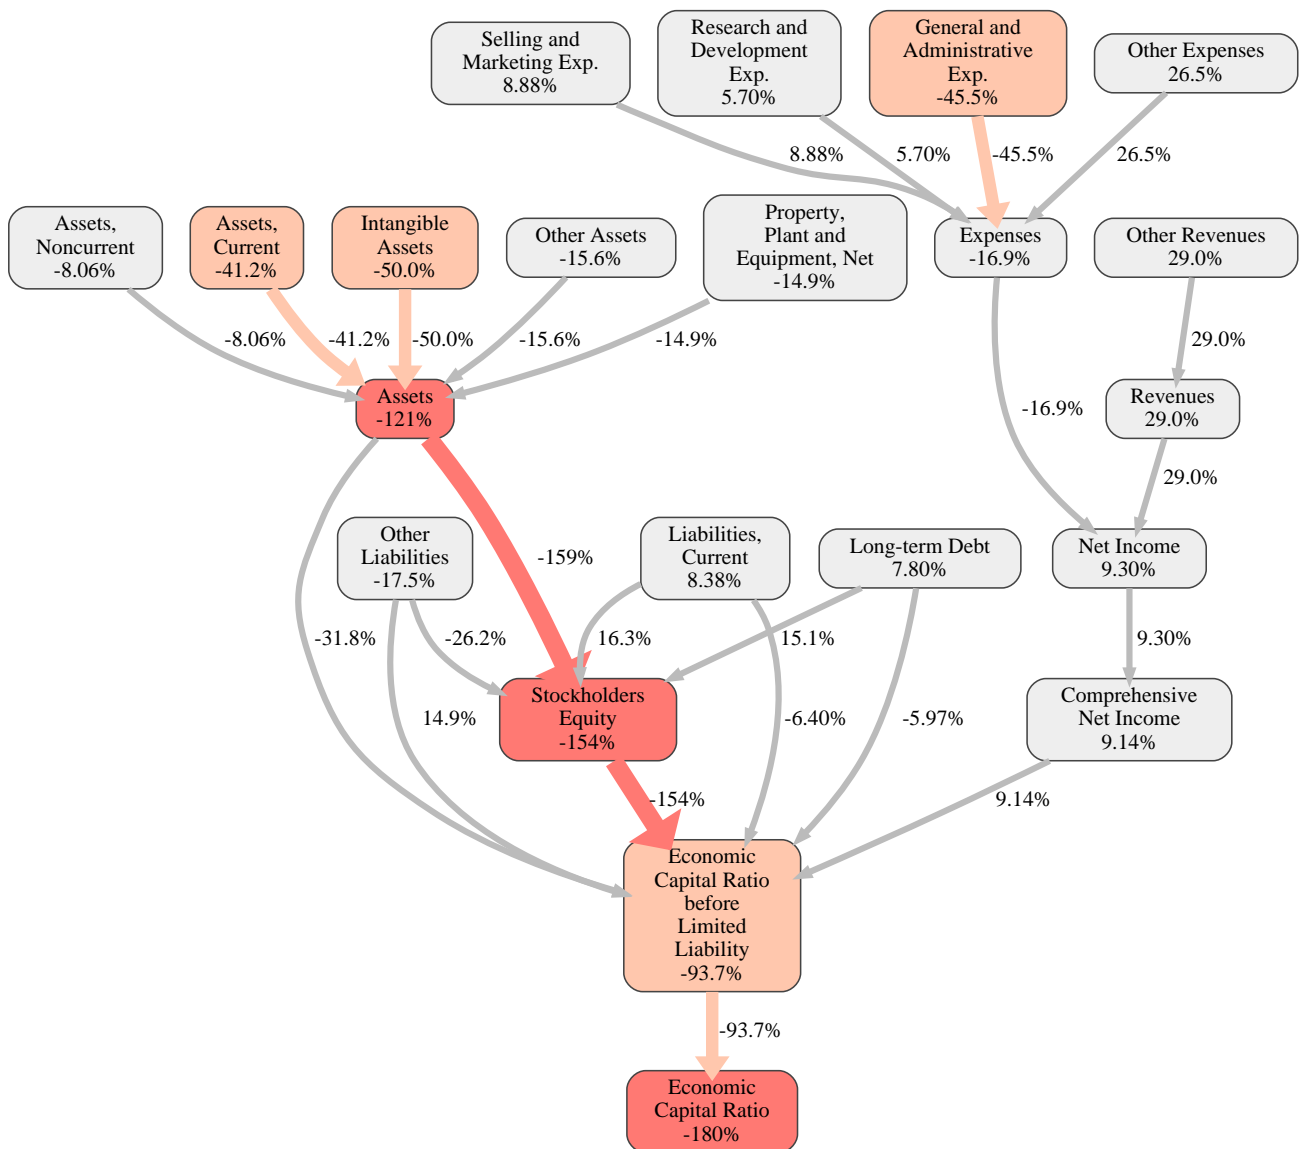 Selling and
Marketing Exp.
8.88%
Research and
Development
Exp.
5.70%
General and
Administrative
Exp.
-45.5%
Other Expenses
26.5%
8.88%
5.70%
-45.5%
26.5%
Assets,
Noncurrent
-8.06%
Assets,
Current
-41.2%
Intangible
Assets
-50.0%
Other Assets
-15.6%
Property,
Plant and
Equipment, Net
-14.9%
Expenses
-16.9%
Other Revenues
29.0%
-8.06%
-41.2%
-50.0%
-15.6%
-14.9%
29.0%
Assets
-121%
-16.9%
Revenues
29.0%
29.0%
Other
Liabilities
-17.5%
-159%
Liabilities,
Current
8.38%
Long-term Debt
7.80%
Net Income
9.30%
-31.8%
-26.2%
16.3%
15.1%
9.30%
Stockholders
Equity
-154%
14.9%
-6.40%
-5.97%
Comprehensive
Net Income
9.14%
-154%
9.14%
Economic
Capital Ratio
before
Limited
Liability
-93.7%
-93.7%
Economic
Capital Ratio
-180%